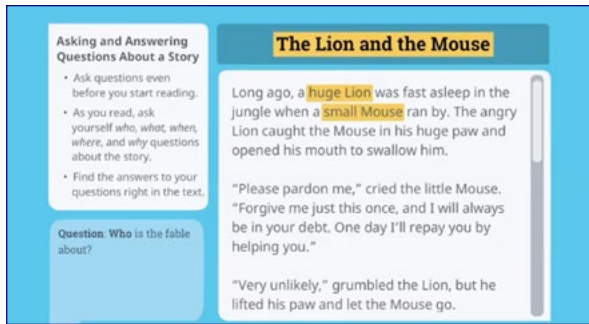 Asking and Answering
Questions About a Story
• Ask questions even
before you start reading.
• As you read, ask
yourself who, what, when,
where, and why questions
about the story.
• Find the answers to your
questions right in the text.
Question: Who is the fable
about?
The Lion and the Mouse
Long ago, a huge Lion was fast asleep in the
jungle when a small Mouse ran by. The angry
Lion caught the Mouse in his huge paw and
opened his mouth to swallow him.
“Please pardon me,” cried the little Mouse.
“Forgive me just this once, and I will always
be in your debt. One day I’ll repay you by
helping you.”
“Very unlikely,” grumbled the Lion, but he
lifted his paw and let the Mouse go.